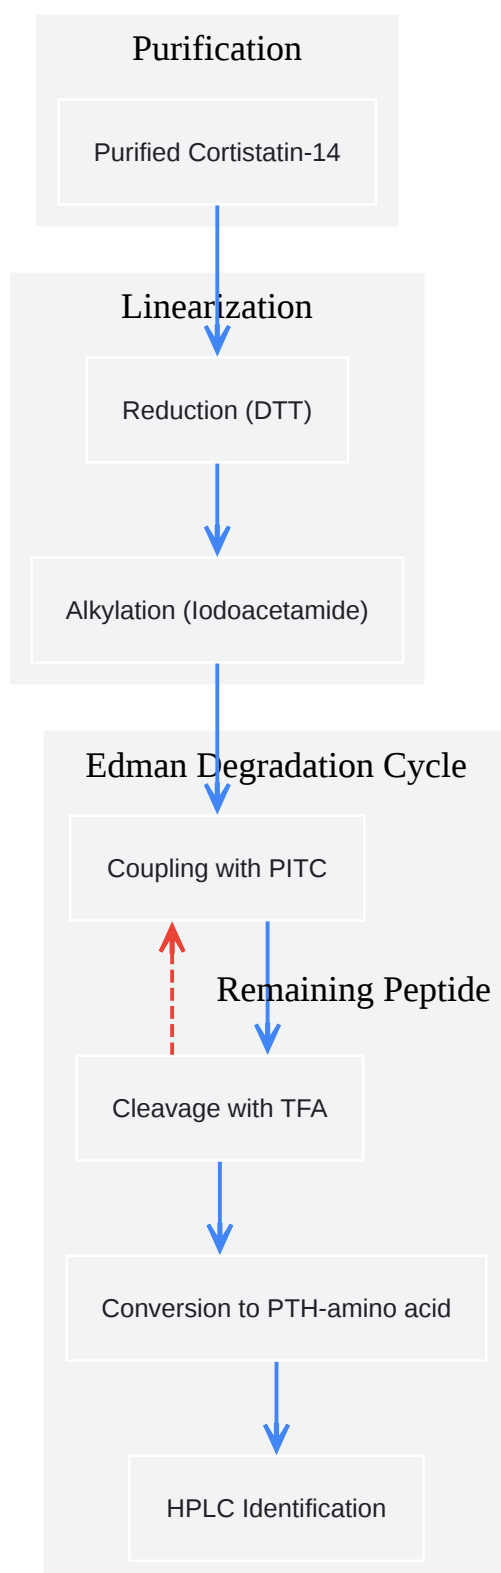 Purification
Purified Cortistatin-14
Linearization
Reduction (DTT)
Alkylation (Iodoacetamide)
Edman Degradation Cycle
Coupling with PITC
Remaining Peptide
Cleavage with TFA
Conversion to PTH-amino acid
HPLC Identification